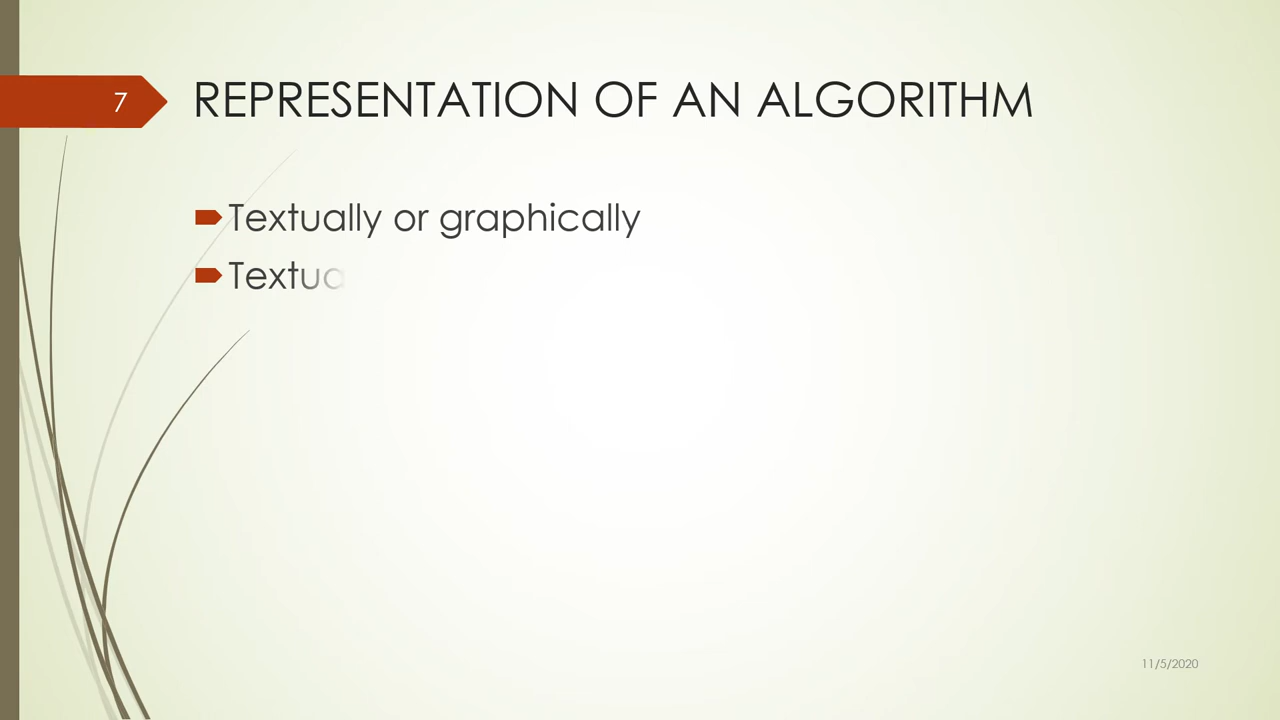 7
REPRESENTATION OF AN ALGORITHM
Textually or graphically
11/5/2020